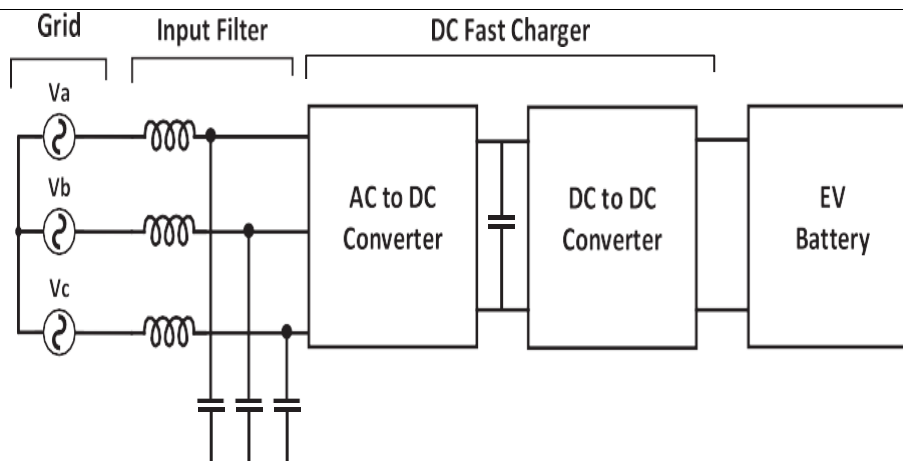 Grid
Input Filter
DC Fast Charger
Va
Vb
Vc
AC to DC
Converter
DC to DC
Converter
EV
Battery